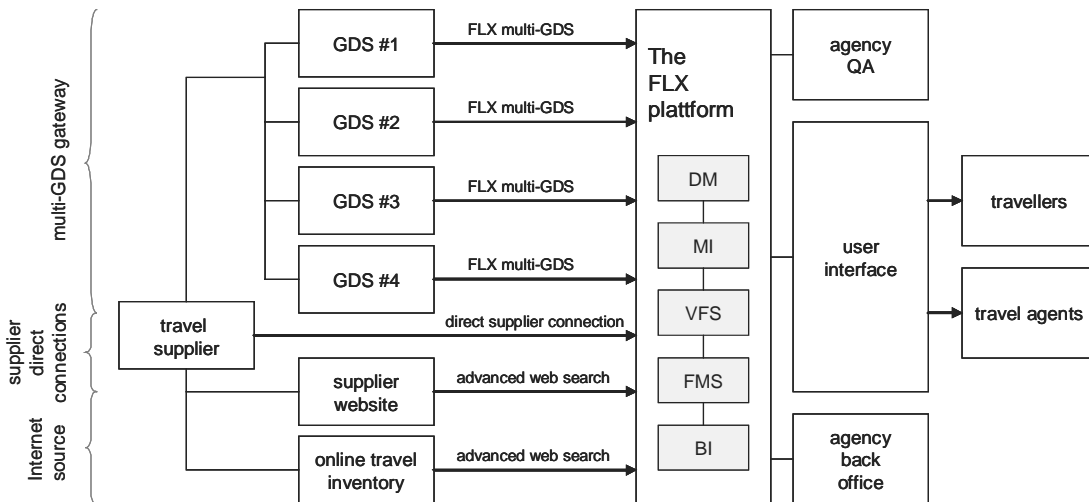 multi-GDS gateway
supplier
direct
connections
Internet
source
travel
supplier
GDS #1
GDS #2
GDS #3
GDS #4
supplier
website
online travel
inventory
FLX multi-GDS
FLX multi-GDS
FLX multi-GDS
FLX multi-GDS
direct supplier connection
advanced web search
advanced web search
The
FLX
plattform
DM
MI
VFS
FMS
BI
agency
QA
user
interface
agency
back
office
travellers
travel agents